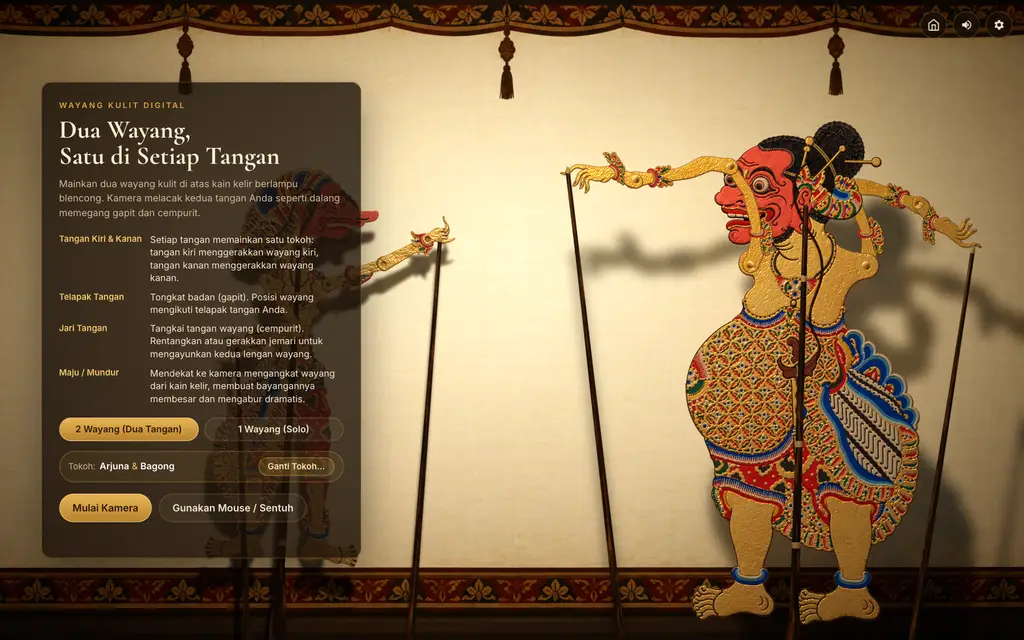 WAYANG KULIT DIGITAL
Dua Wayang,
Satu di Setiap Tangan
Mainkan dua wayang kulit di atas kain kelir berlampu
blencong. Kamera melacak kedua tangan Anda seperti dalang
memegang gapit dan cempurit.
Tangan Kiri & Kanan
Setiap tangan memainkan satu tokoh:
tangan kiri menggerakkan wayang kiri,
tangan kanan menggerakkan wayang
kanan.
Telapak Tangan
Tongkat badan (gapit). Posisi wayang
mengikuti telapak tangan Anda.
Jari Tangan
Tangkai tangan wayang (cempurit).
Rentangkan atau gerakkan jemari untuk
mengayunkan kedua lengan wayang.
Maju / Mundur
Mendekat ke kamera mengangkat wayang
dari kain kelir, membuat bayangannya
membesar dan mengabur dramatis.
2 Wayang (Dua Tangan)
1 Wayang (Solo)
Tokoh: Arjuna & Bagong
Ganti Tokoh...
Mulai Kamera
Gunakan Mouse / Sentuh